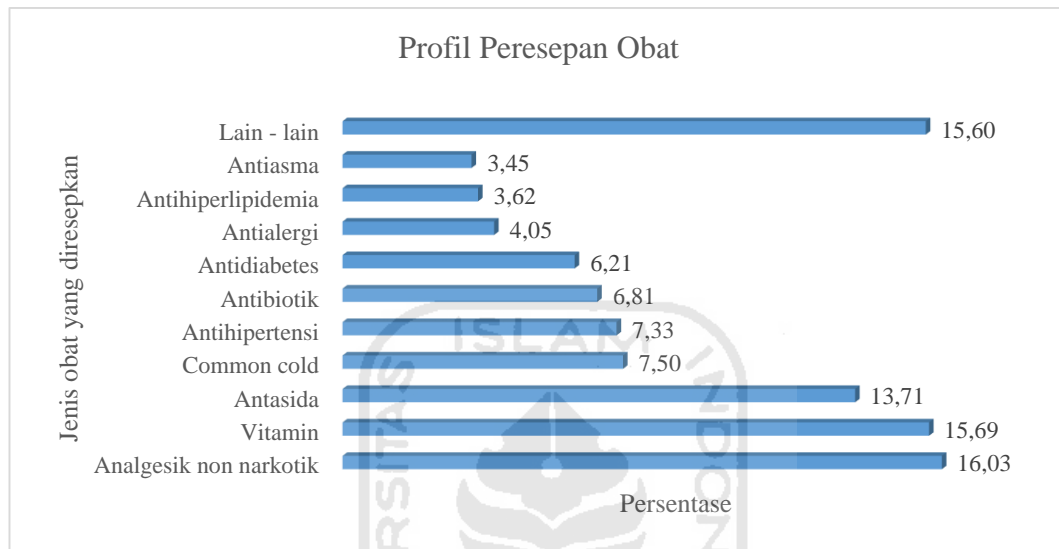 Profil Peresepan Obat
Jenis obat yang diresepkan
Lain - lain 15,60
Antiasma 3,45
Antihiperlipidemia 3,62
Antialergi 4,05
Antidiabetes 6,21
Antibiotik 6,81
Antihipertensi 7,33
Common cold 7,50
Antasida 13,71
Vitamin 15,69
Analgesik non narkotik 16,03
Persentase
ISLAM